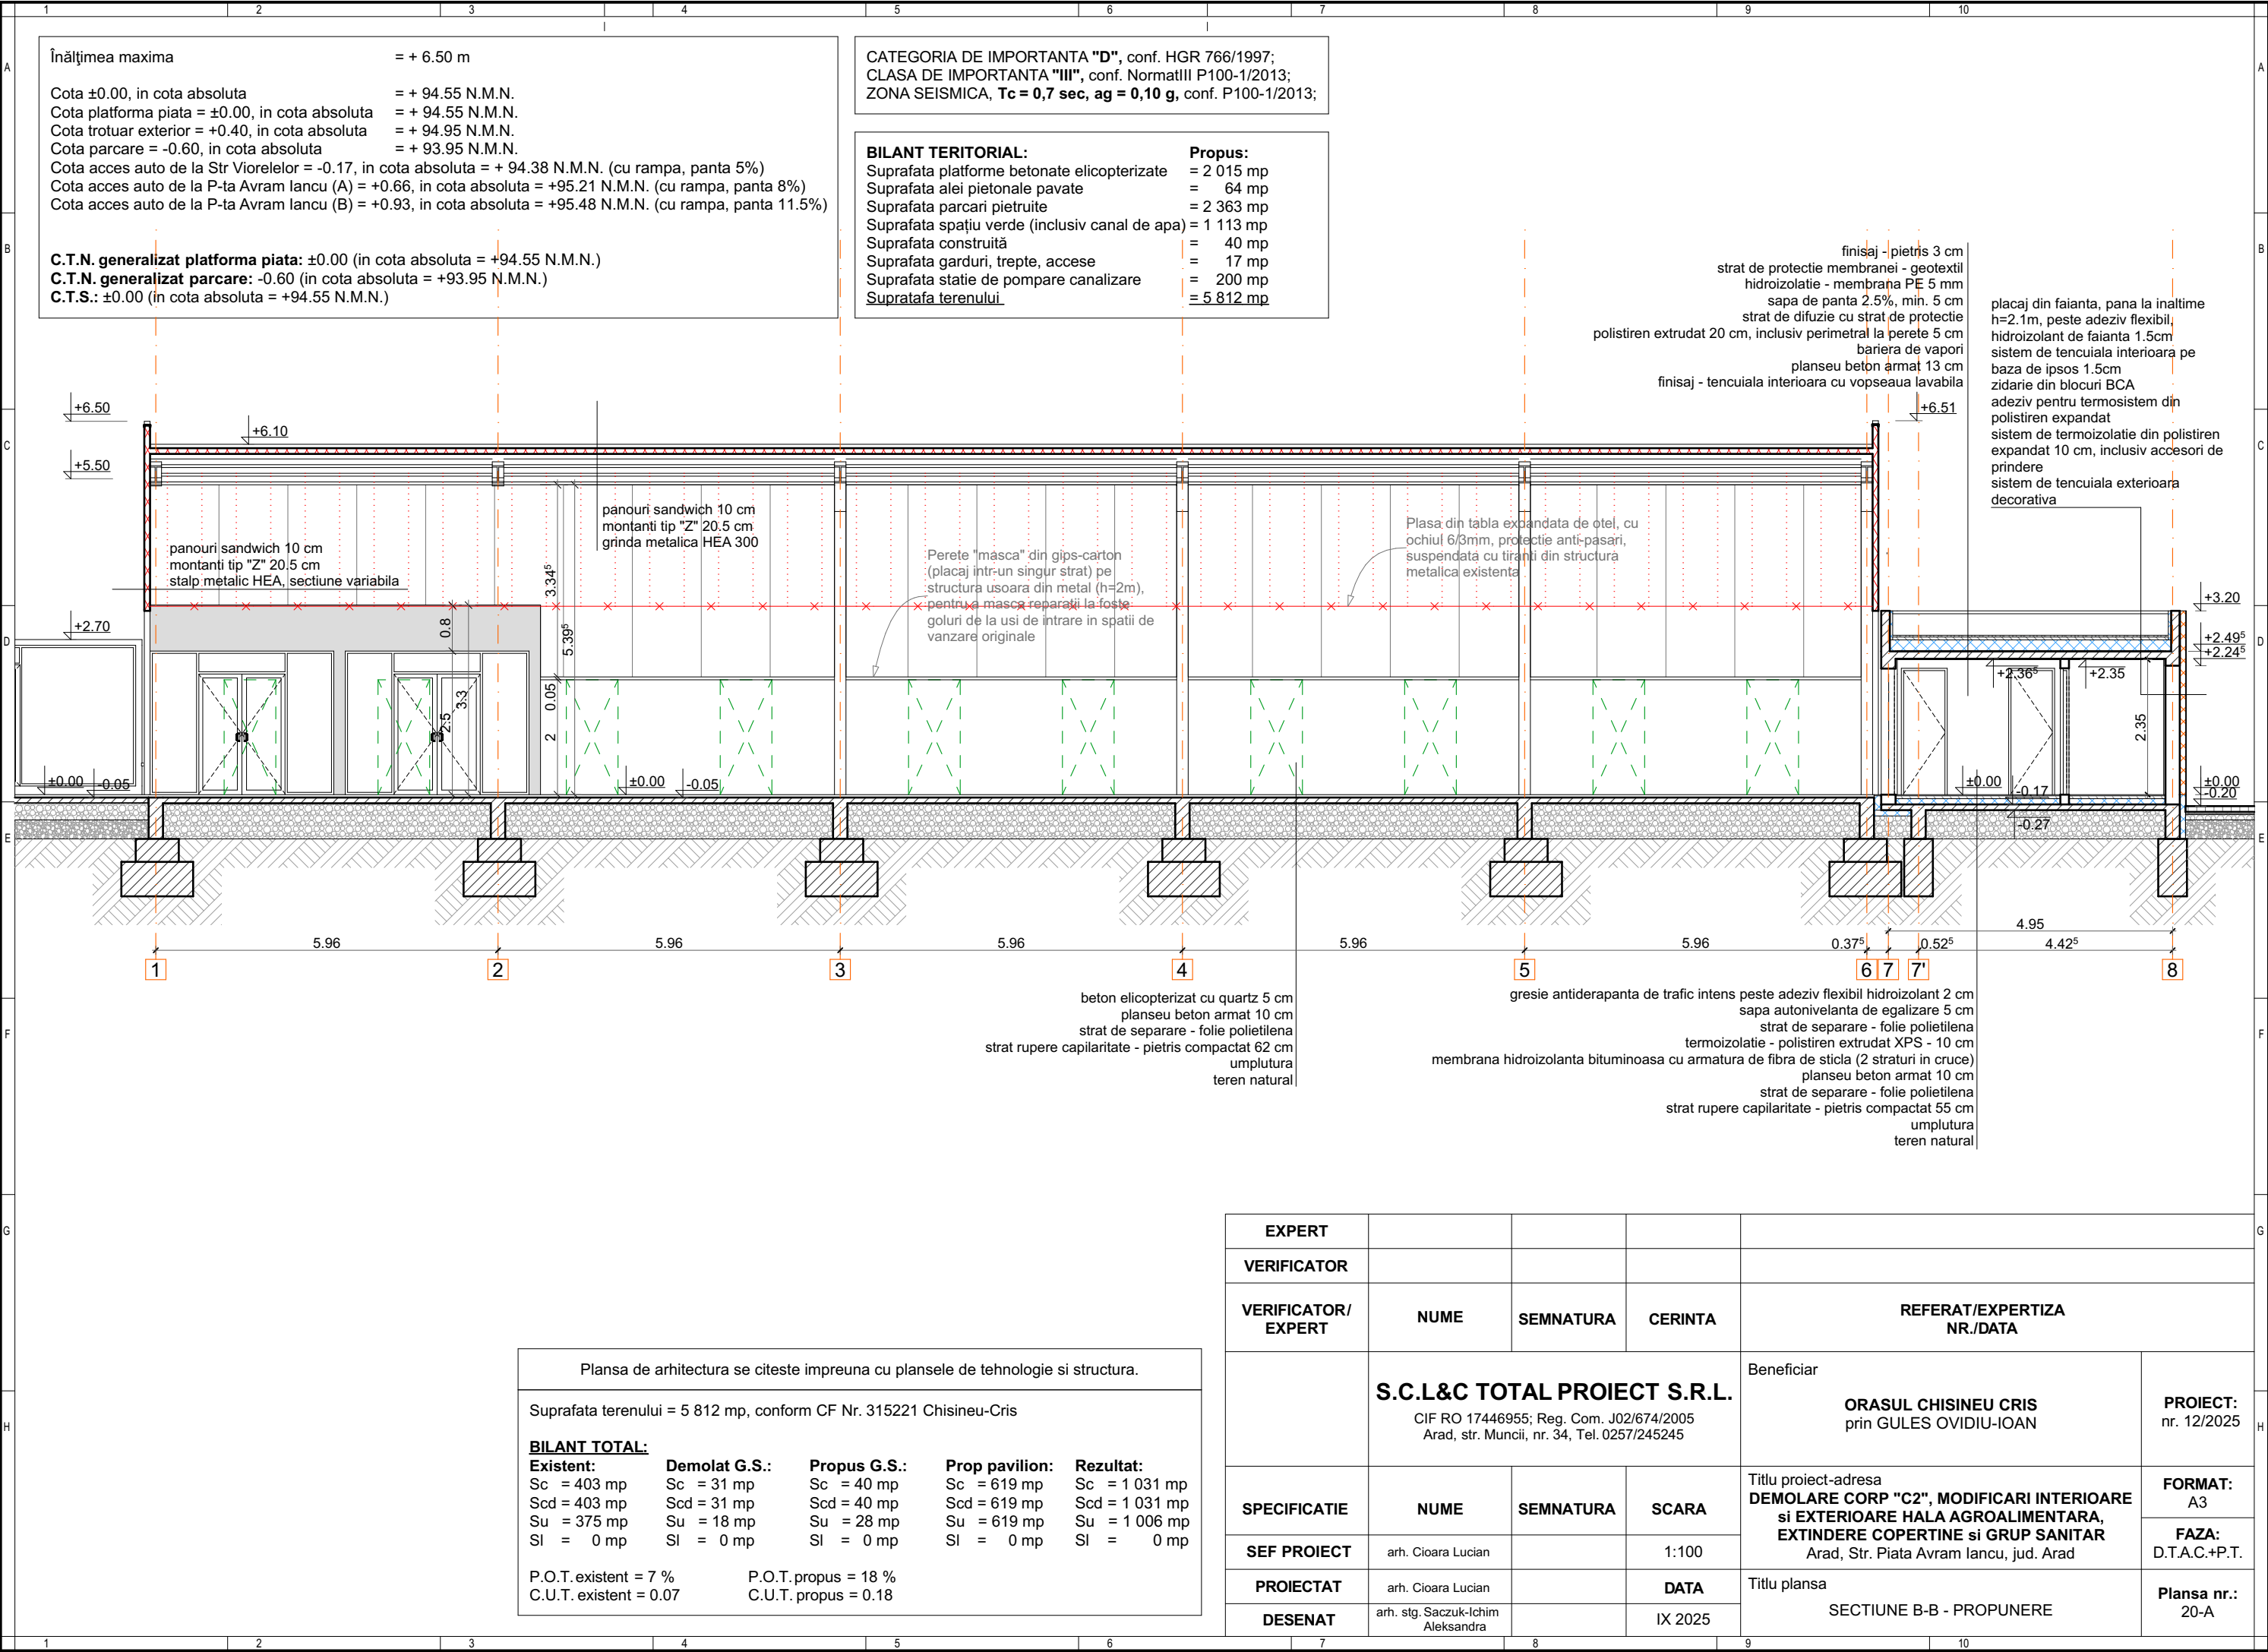 1 2 3 4 5 6 7 8 9 10
A
B
C
D
E
F
G
H
Înălţimea maxima = + 6.50 m
Cota ±0.00, in cota absoluta = + 94.55 N.M.N.
Cota platforma piata = ±0.00, in cota absoluta = + 94.55 N.M.N.
Cota trotuar exterior = +0.40, in cota absoluta = + 94.95 N.M.N.
Cota parcare = -0.60, in cota absoluta = + 93.95 N.M.N.
Cota acces auto de la Str Viorelelor = -0.17, in cota absoluta = + 94.38 N.M.N. (cu rampa, panta 5%)
Cota acces auto de la P-ta Avram Iancu (A) = +0.66, in cota absoluta = +95.21 N.M.N. (cu rampa, panta 8%)
Cota acces auto de la P-ta Avram Iancu (B) = +0.93, in cota absoluta = +95.48 N.M.N. (cu rampa, panta 11.5%)
C.T.N. generalizat platforma piata: ±0.00 (in cota absoluta = +94.55 N.M.N.)
C.T.N. generalizat parcare: -0.60 (in cota absoluta = +93.95 N.M.N.)
C.T.S.: ±0.00 (in cota absoluta = +94.55 N.M.N.)
CATEGORIA DE IMPORTANTA "D", conf. HGR 766/1997;
CLASA DE IMPORTANTA "III", conf. NormatIII P100-1/2013;
ZONA SEISMICA, Tc = 0,7 sec, ag = 0,10 g, conf. P100-1/2013;
BILANT TERITORIAL: Propus:
Suprafata platforme betonate elicopterizate = 2 015 mp
Suprafata alei pietonale pavate = 64 mp
Suprafata parcari pietruite = 2 363 mp
Suprafata spațiu verde (inclusiv canal de apa) = 1 113 mp
Suprafata construită = 40 mp
Suprafata garduri, trepte, accese = 17 mp
Suprafata statie de pompare canalizare = 200 mp
Supratafa terenului = 5 812 mp
finisaj - pietris 3 cm
strat de protectie membranei - geotextil
hidroizolatie - membrana PE 5 mm
sapa de panta 2.5%, min. 5 cm
strat de difuzie cu strat de protectie
polistiren extrudat 20 cm, inclusiv perimetral la perete 5 cm
bariera de vapori
planseu beton armat 13 cm
finisaj - tencuiala interioara cu vopseaua lavabila
placaj din faianta, pana la inaltime
h=2.1m, peste adeziv flexibil,
hidroizolant de faianta 1.5cm
sistem de tencuiala interioara pe
baza de ipsos 1.5cm
zidarie din blocuri BCA
adeziv pentru termosistem din
polistiren expandat
sistem de termoizolatie din polistiren
expandat 10 cm, inclusiv accesori de
prindere
sistem de tencuiala exterioara
decorativa
+6.50
+6.10
+5.50
+6.51
panouri sandwich 10 cm
montanti tip "Z" 20.5 cm
grinda metalica HEA 300
panouri sandwich 10 cm
montanti tip "Z" 20.5 cm
stalp metalic HEA, sectiune variabila
Perete "masca" din gips-carton
(placaj intr-un singur strat) pe
structura usoara din metal (h=2m),
pentru a masca reparatii la foste
goluri de la usi de intrare in spatii de
vanzare originale
Plasa din tabla expandata de otel, cu
ochiul 6/3mm, protectie anti-pasari,
suspendata cu tiranti din structura
metalica existenta
3.34⁵
5.39⁵
0.8
3.3
2.5
0.05
2
+2.70
+3.20
+2.49⁵
+2.24⁵
+2.36⁵
+2.35
2.35
±0.00 -0.05
±0.00 -0.05
±0.00 -0.17
-0.27
±0.00
-0.20
4.95
5.96 5.96 5.96 5.96 5.96 0.37⁵ 0.52⁵ 4.42⁵
1 2 3 4 5 6 7 7' 8
beton elicopterizat cu quartz 5 cm
planseu beton armat 10 cm
strat de separare - folie polietilena
strat rupere capilaritate - pietris compactat 62 cm
umplutura
teren natural
gresie antiderapanta de trafic intens peste adeziv flexibil hidroizolant 2 cm
sapa autonivelanta de egalizare 5 cm
strat de separare - folie polietilena
termoizolatie - polistiren extrudat XPS - 10 cm
membrana hidroizolanta bituminoasa cu armatura de fibra de sticla (2 straturi in cruce)
planseu beton armat 10 cm
strat de separare - folie polietilena
strat rupere capilaritate - pietris compactat 55 cm
umplutura
teren natural
Plansa de arhitectura se citeste impreuna cu plansele de tehnologie si structura.
Suprafata terenului = 5 812 mp, conform CF Nr. 315221 Chisineu-Cris
BILANT TOTAL:
Existent: Demolat G.S.: Propus G.S.: Prop pavilion: Rezultat:
Sc = 403 mp Sc = 31 mp Sc = 40 mp Sc = 619 mp Sc = 1 031 mp
Scd = 403 mp Scd = 31 mp Scd = 40 mp Scd = 619 mp Scd = 1 031 mp
Su = 375 mp Su = 18 mp Su = 28 mp Su = 619 mp Su = 1 006 mp
Sl = 0 mp Sl = 0 mp Sl = 0 mp Sl = 0 mp Sl = 0 mp
P.O.T. existent = 7 % P.O.T. propus = 18 %
C.U.T. existent = 0.07 C.U.T. propus = 0.18
EXPERT
VERIFICATOR
VERIFICATOR/
EXPERT
NUME SEMNATURA CERINTA
REFERAT/EXPERTIZA
NR./DATA
S.C.L&C TOTAL PROIECT S.R.L.
CIF RO 17446955; Reg. Com. J02/674/2005
Arad, str. Muncii, nr. 34, Tel. 0257/245245
Beneficiar
ORASUL CHISINEU CRIS
prin GULES OVIDIU-IOAN
PROIECT:
nr. 12/2025
SPECIFICATIE NUME SEMNATURA SCARA
Titlu proiect-adresa
DEMOLARE CORP "C2", MODIFICARI INTERIOARE
si EXTERIOARE HALA AGROALIMENTARA,
EXTINDERE COPERTINE si GRUP SANITAR
Arad, Str. Piata Avram Iancu, jud. Arad
FORMAT:
A3
FAZA:
D.T.A.C.+P.T.
SEF PROIECT arh. Cioara Lucian 1:100
PROIECTAT arh. Cioara Lucian DATA
DESENAT arh. stg. Saczuk-Ichim
Aleksandra
IX 2025
Titlu plansa
SECTIUNE B-B - PROPUNERE
Plansa nr.:
20-A
1 2 3 4 5 6 7 8 9 10